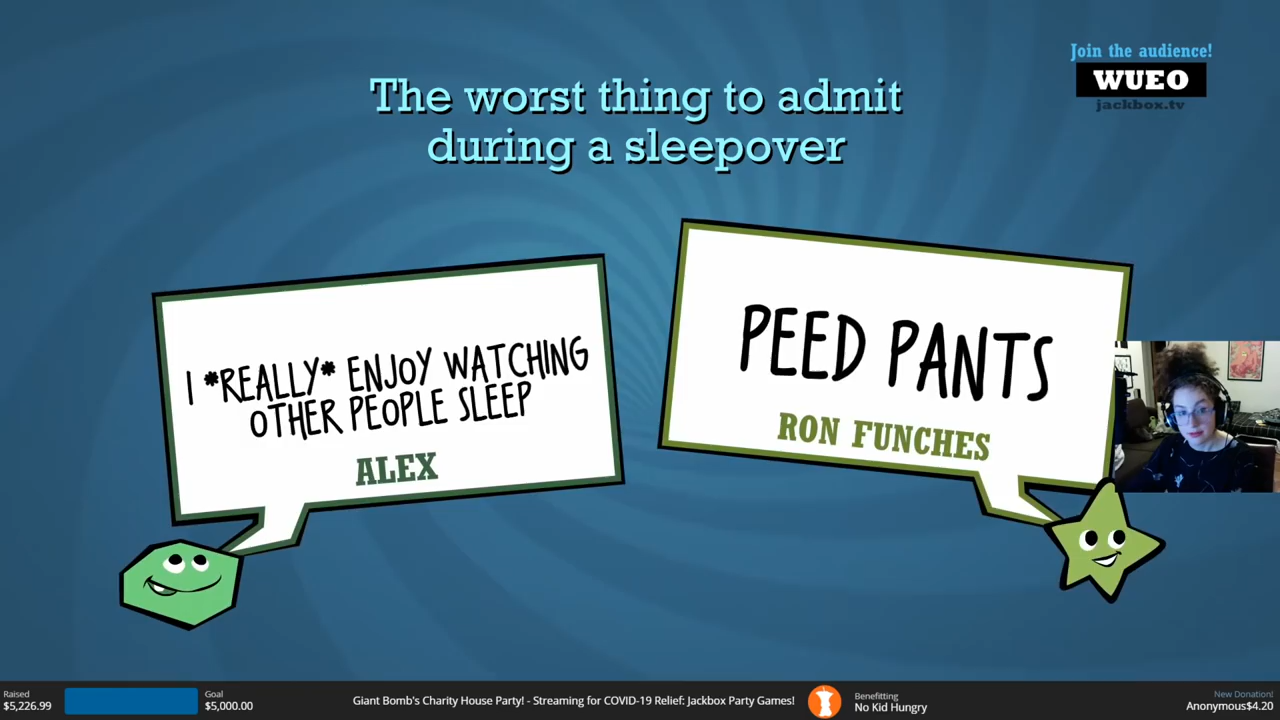 Join the audience!
WUEO
jackbox.tv
The worst thing to admit
during a sleepover
I *REALLY* ENJOY WATCHING
OTHER PEOPLE SLEEP
ALEX
PEED PANTS
RON FUNCHES
Raised
$5,226.99
Goal
$5,000.00
Giant Bomb's Charity House Party! - Streaming for COVID-19 Relief: Jackbox Party Games!
Benefitting
No Kid Hungry
New Donation!
Anonymous$4.20